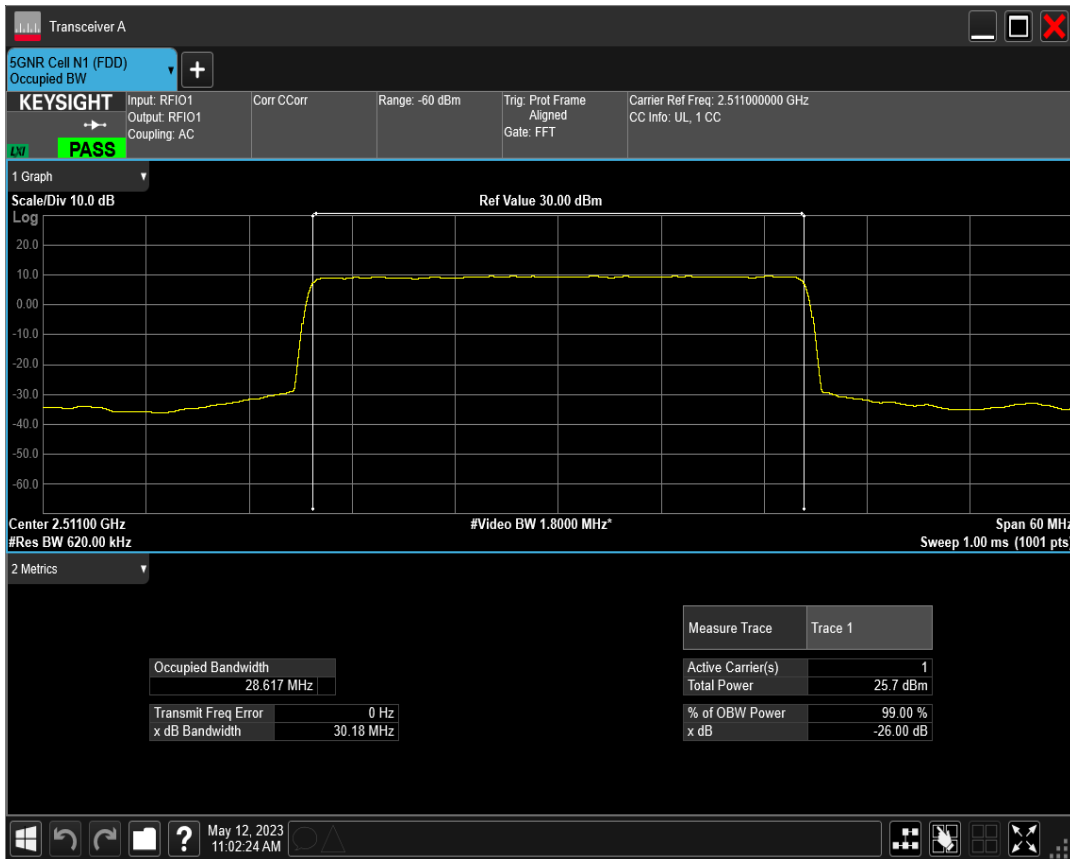 Transceiver A
5GNR Cell N1 (FDD)
Occupied BW
+
KEYSIGHT
LXI
PASS
Input: RFIO1
Output: RFIO1
Coupling: AC
Corr CCorr
Range: -60 dBm
Trig: Prot Frame
Aligned
Gate: FFT
Carrier Ref Freq: 2.511000000 GHz
CC Info: UL, 1 CC
1 Graph
Scale/Div 10.0 dB
Ref Value 30.00 dBm
Log
20.0
10.0
0.00
-10.0
-20.0
-30.0
-40.0
-50.0
-60.0
Center 2.51100 GHz
#Video BW 1.8000 MHz*
Span 60 MHz
#Res BW 620.00 kHz
Sweep 1.00 ms (1001 pts)
2 Metrics
Measure Trace Trace 1
Occupied Bandwidth
28.617 MHz
Active Carrier(s) 1
Total Power 25.7 dBm
Transmit Freq Error 0 Hz
x dB Bandwidth 30.18 MHz
% of OBW Power 99.00 %
x dB -26.00 dB
?
May 12, 2023
11:02:24 AM